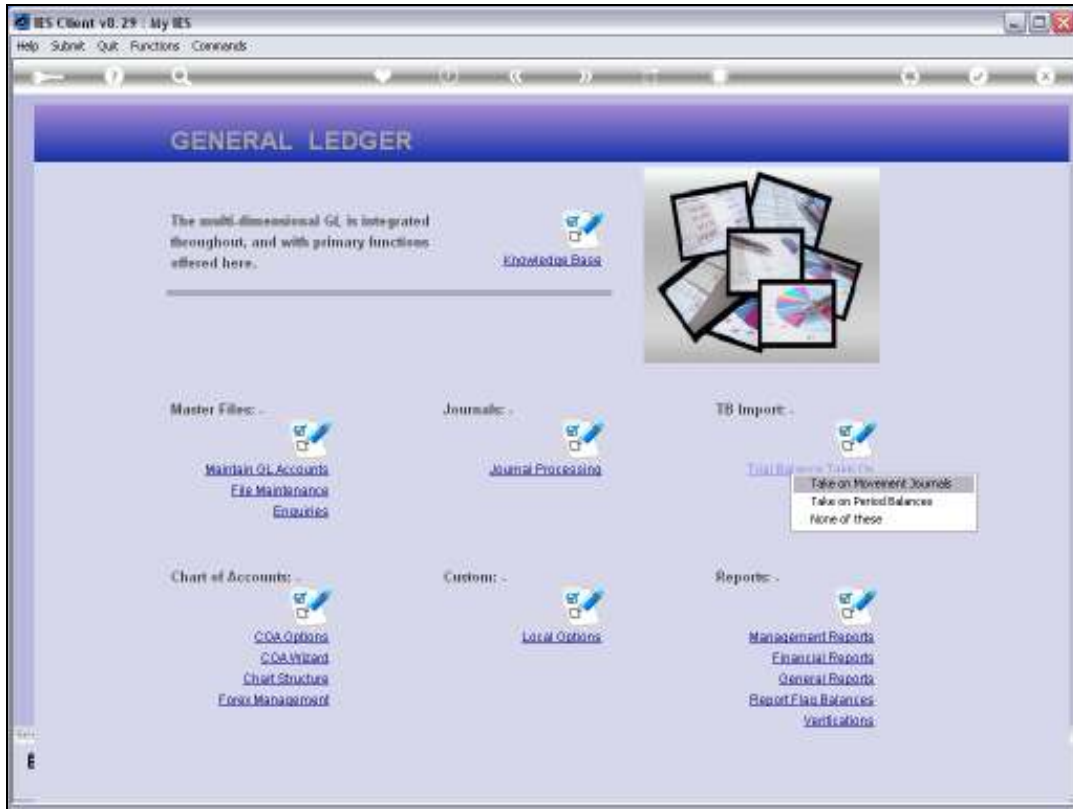 IES Client v8.29 : My IES
Help Submit Quit Functions Commands
GENERAL LEDGER
The multi-dimensional GL is integrated
throughout, and with primary functions
offered here.
Knowledge Base
Master Files: -
Maintain GL Accounts
File Maintenance
Enquiries
Journals: -
Journal Processing
TB Import: -
Trial Balance Take On
Take on Movement Journals
Take on Period Balances
None of these
Chart of Accounts: -
COA Options
COA Wizard
Chart Structure
Forex Management
Custom: -
Local Options
Reports: -
Management Reports
Financial Reports
General Reports
Report Flag Balances
Verifications